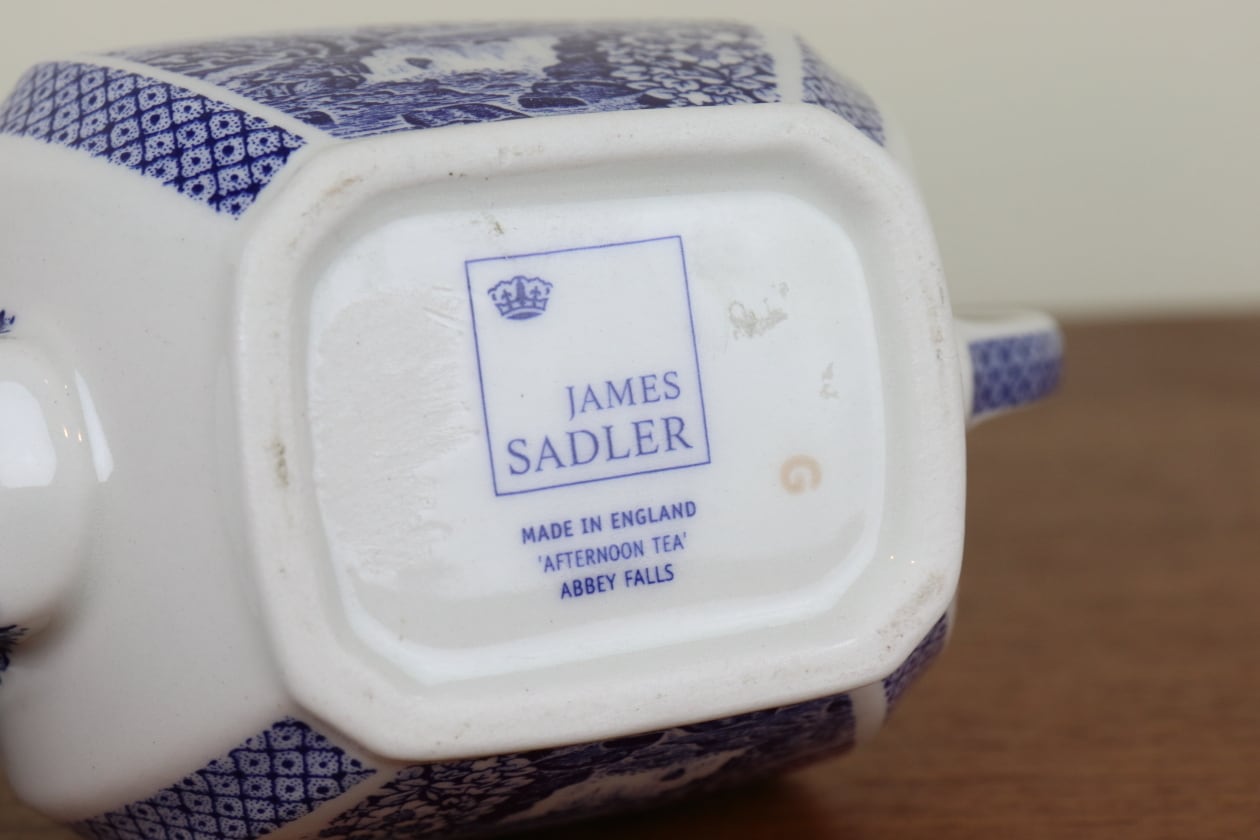 JAMES
SADLER
MADE IN ENGLAND
'AFTERNOON TEA'
ABBEY FALLS
G